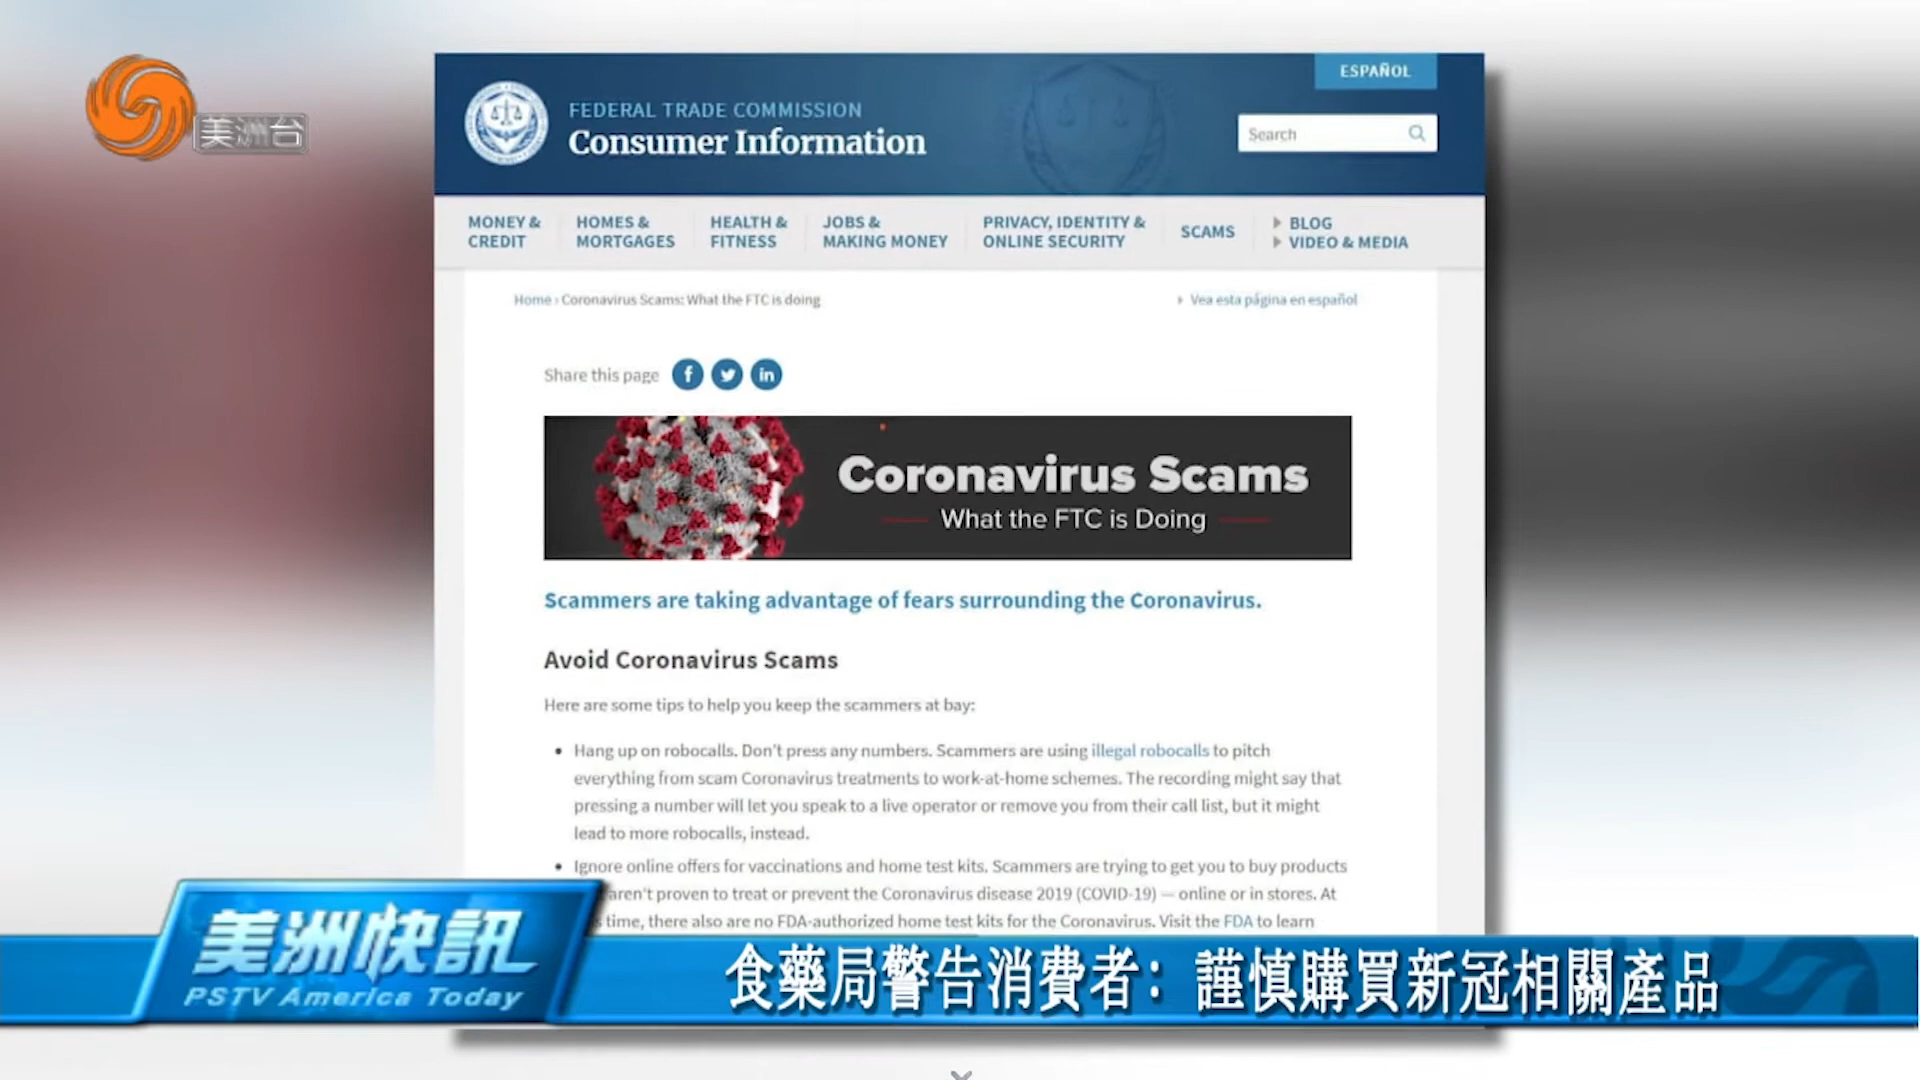 美洲台
ESPAÑOL
FEDERAL TRADE COMMISSION
Consumer Information
Search
MONEY &
CREDIT
HOMES &
MORTGAGES
HEALTH &
FITNESS
JOBS &
MAKING MONEY
PRIVACY, IDENTITY &
ONLINE SECURITY
SCAMS
BLOG
VIDEO & MEDIA
Home › Coronavirus Scams: What the FTC is doing
Vea esta página en español
Share this page
Coronavirus Scams
What the FTC is Doing
Scammers are taking advantage of fears surrounding the Coronavirus.
Avoid Coronavirus Scams
Here are some tips to help you keep the scammers at bay:
Hang up on robocalls. Don't press any numbers. Scammers are using illegal robocalls to pitch
everything from scam Coronavirus treatments to work-at-home schemes. The recording might say that
pressing a number will let you speak to a live operator or remove you from their call list, but it might
lead to more robocalls, instead.
Ignore online offers for vaccinations and home test kits. Scammers are trying to get you to buy products
aren't proven to treat or prevent the Coronavirus disease 2019 (COVID-19) — online or in stores. At
time, there also are no FDA-authorized home test kits for the Coronavirus. Visit the FDA to learn
美洲快訊
PSTV America Today
食藥局警告消費者：謹慎購買新冠相關產品